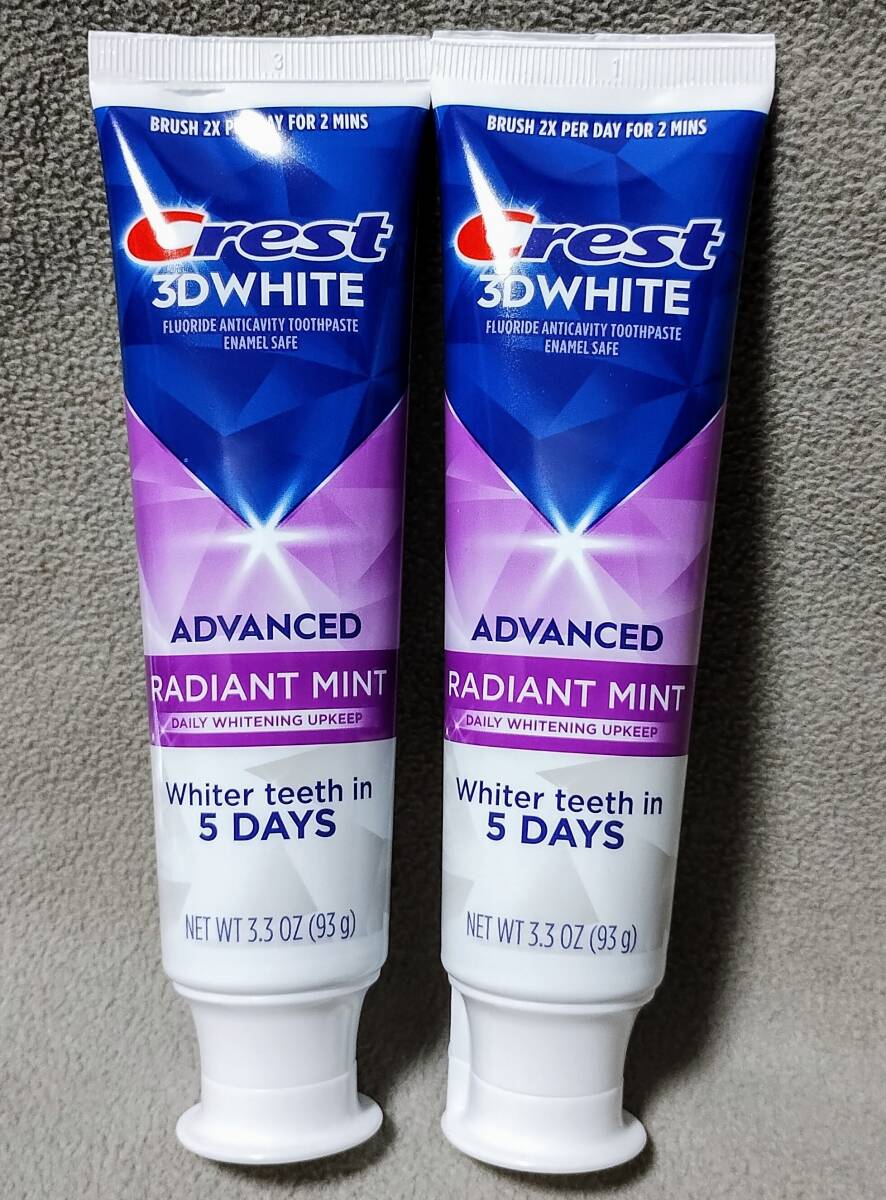 3
BRUSH 2X PER DAY FOR 2 MINS
Crest
3DWHITE
FLUORIDE ANTICAVITY TOOTHPASTE
ENAMEL SAFE
ADVANCED
RADIANT MINT
DAILY WHITENING UPKEEP
Whiter teeth in
5 DAYS
NET WT 3.3 OZ (93 g)
1
BRUSH 2X PER DAY FOR 2 MINS
Crest
3DWHITE
FLUORIDE ANTICAVITY TOOTHPASTE
ENAMEL SAFE
ADVANCED
RADIANT MINT
DAILY WHITENING UPKEEP
Whiter teeth in
5 DAYS
NET WT 3.3 OZ (93 g)